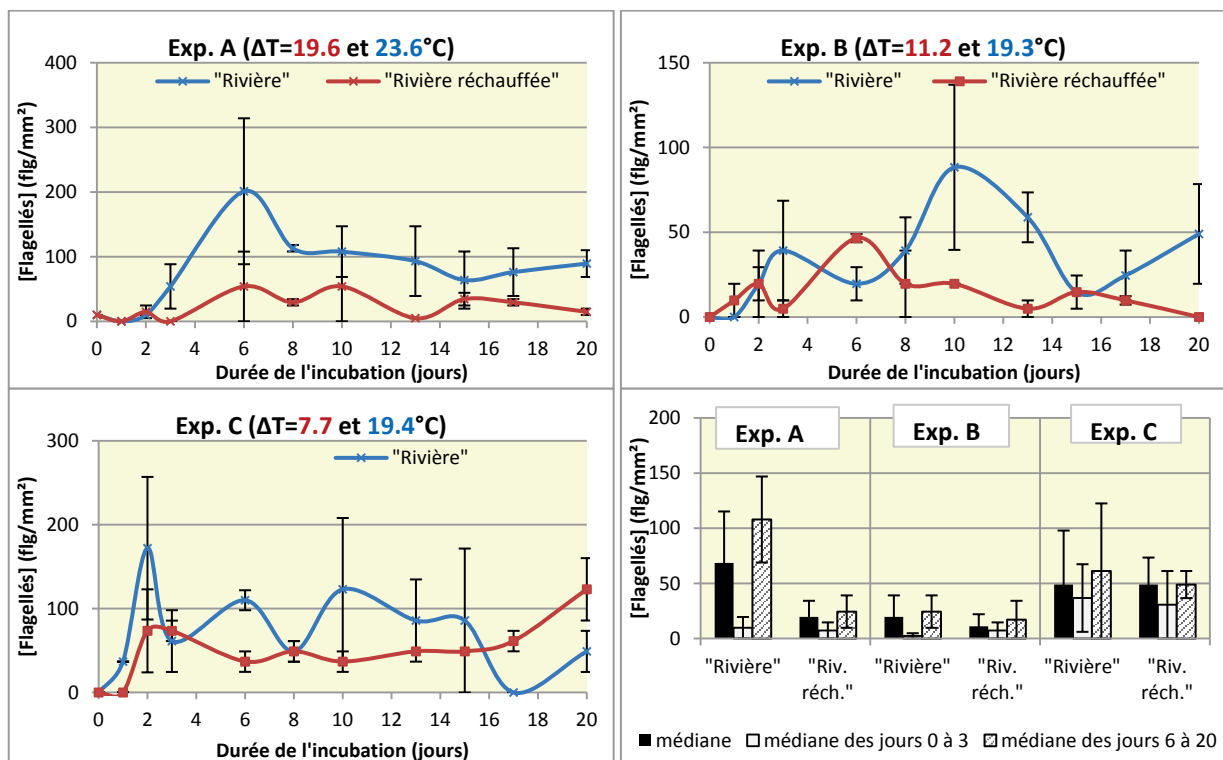 Exp. A (ΔT=19.6 et 23.6°C)
"Rivière" "Rivière réchauffée"
[Flagellés] (flg/mm²)
400
300
200
100
0
0 2 4 6 8 10 12 14 16 18 20
Durée de l'incubation (jours)
Exp. B (ΔT=11.2 et 19.3°C)
"Rivière" "Rivière réchauffée"
[Flagellés] (flg/mm²)
150
100
50
0
0 2 4 6 8 10 12 14 16 18 20
Durée de l'incubation (jours)
Exp. C (ΔT=7.7 et 19.4°C)
"Rivière"
[Flagellés] (flg/mm²)
300
200
100
0
0 2 4 6 8 10 12 14 16 18 20
Durée de l'incubation (jours)
[Flagellés] (flg/mm²)
200
150
100
50
0
Exp. A Exp. B Exp. C
"Rivière" "Riv. "Rivière" "Riv. "Rivière" "Riv.
réch." réch." réch."
médiane médiane des jours 0 à 3 médiane des jours 6 à 20